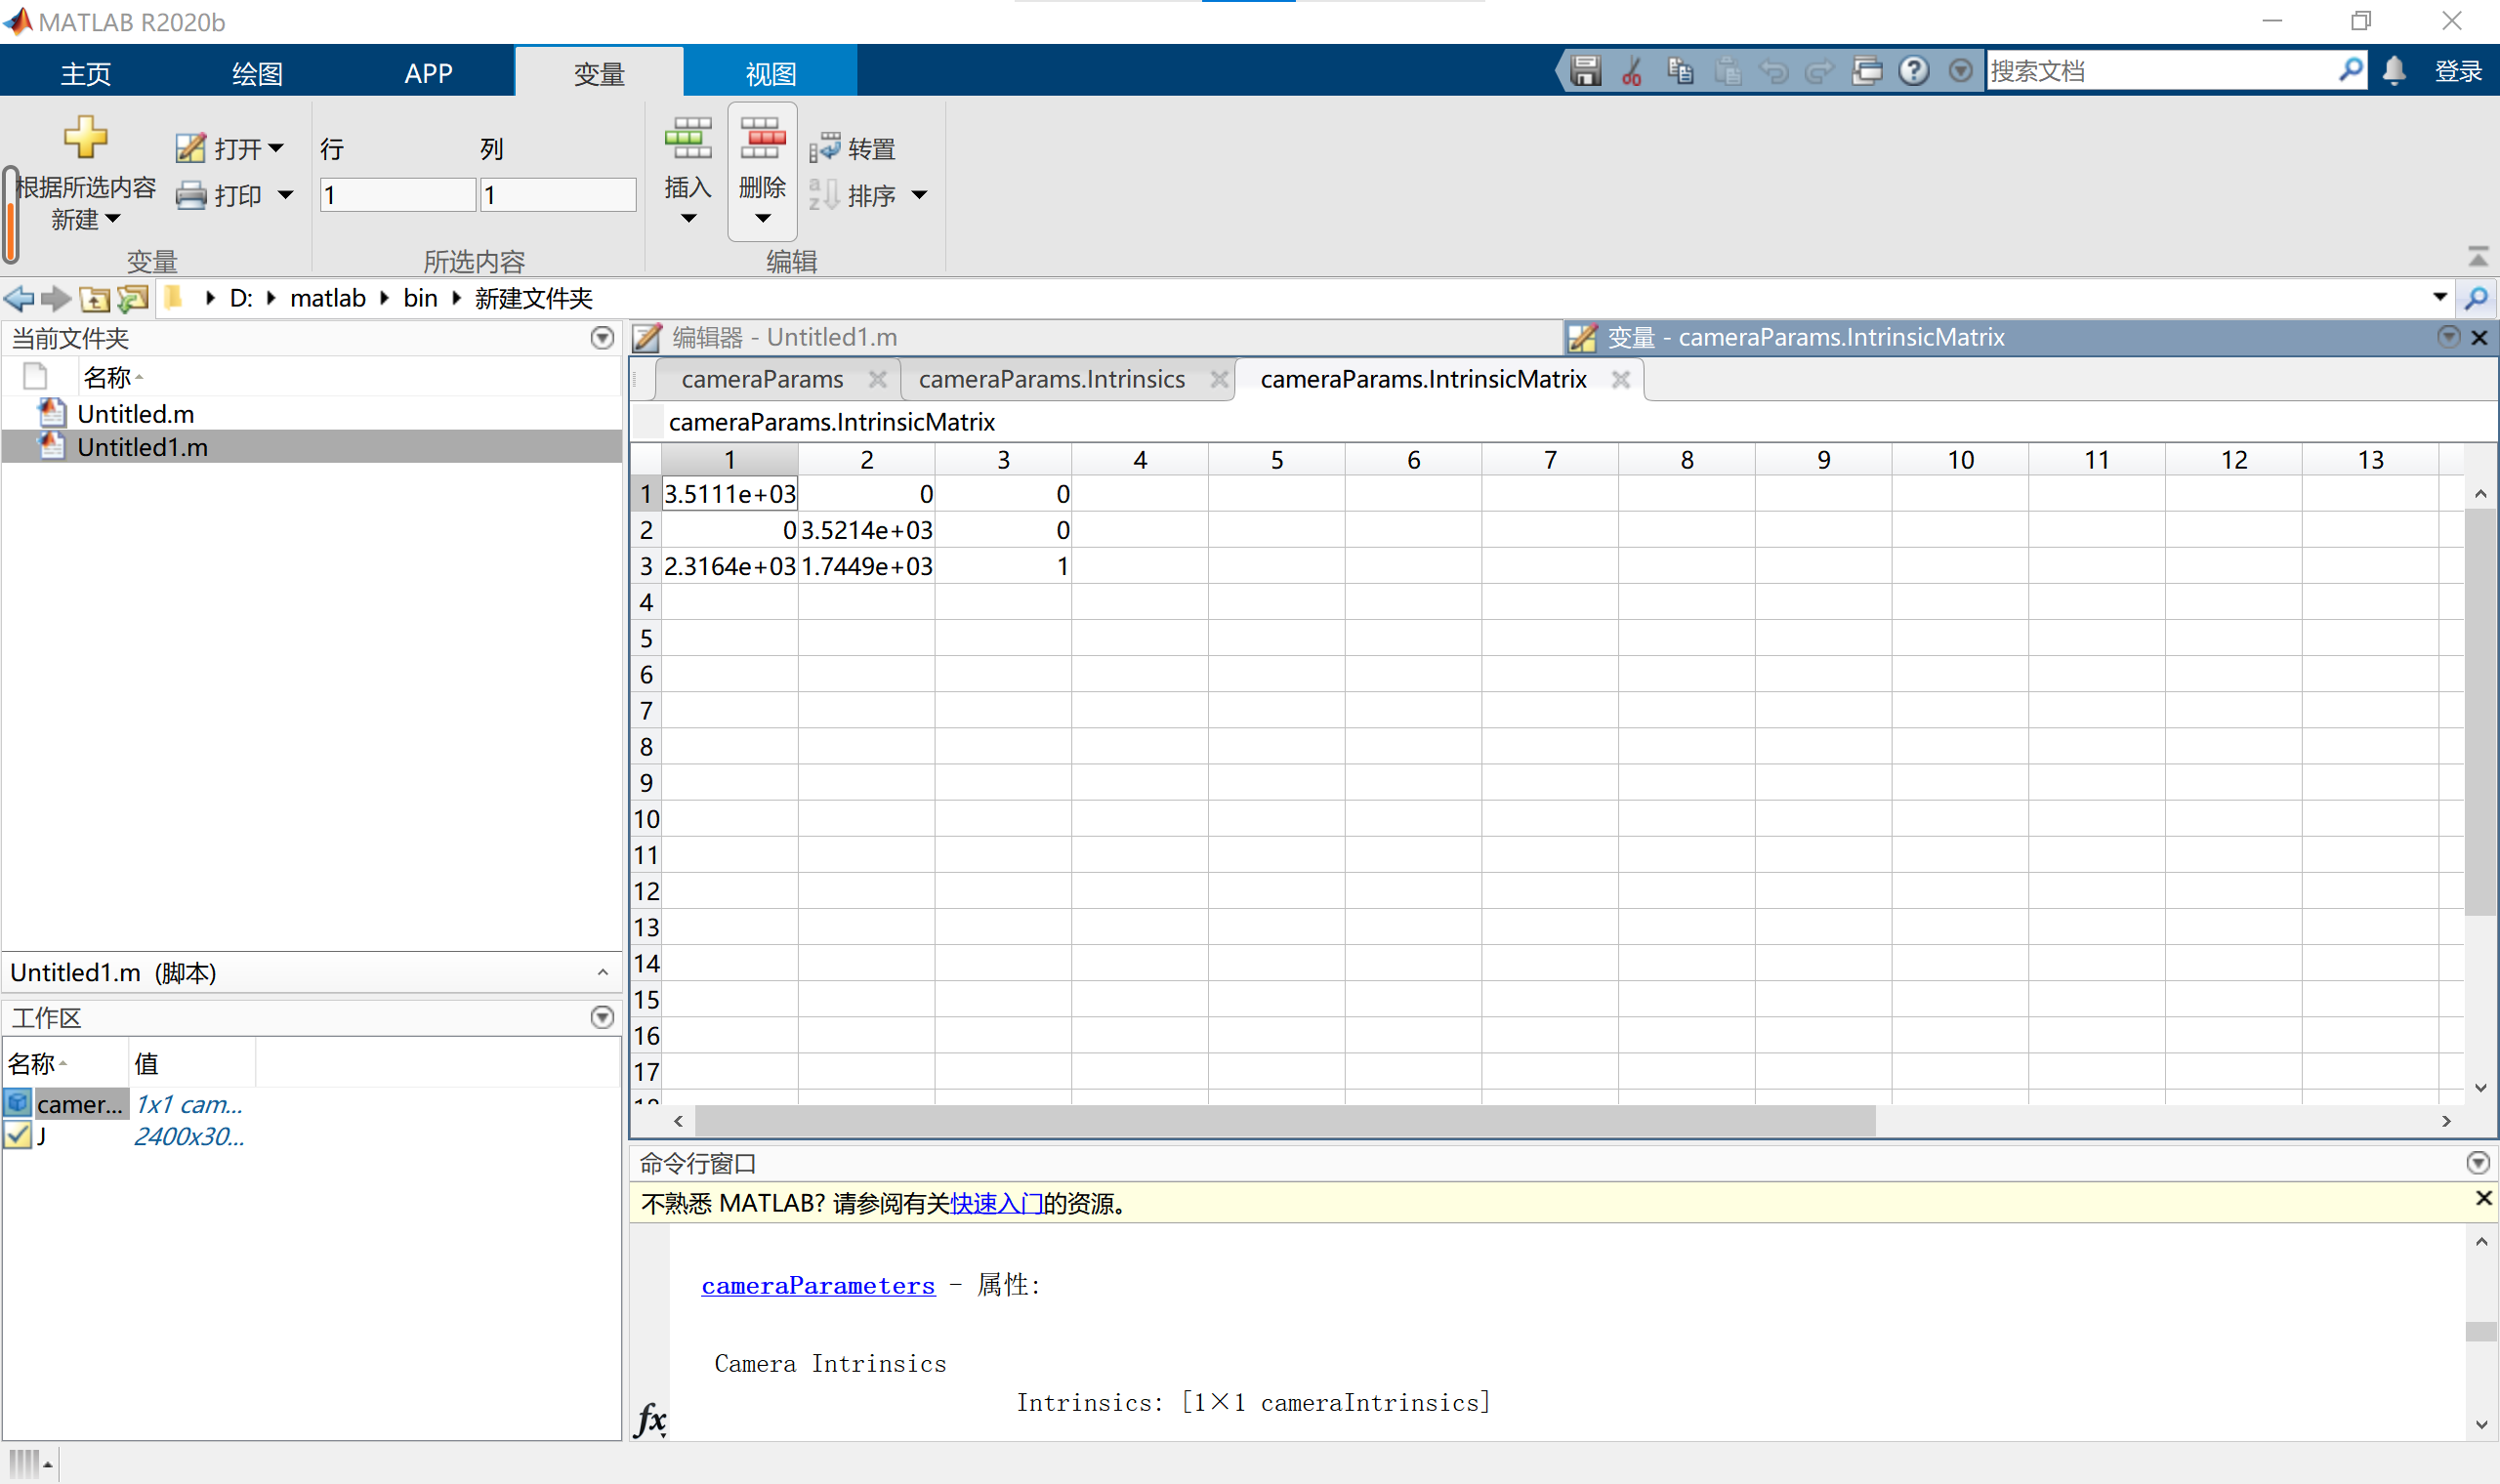 MATLAB R2020b
主页 绘图 APP 变量 视图 搜索文档 登录
根据所选内容
新建
打开
打印
变量
行 列
1 1
所选内容
插入 删除 转置
排序
编辑
D: matlab bin 新建文件夹
当前文件夹
名称
Untitled.m
Untitled1.m
Untitled1.m (脚本)
工作区
名称 值
camer... 1x1 cam...
J 2400x30...
编辑器 - Untitled1.m 变量 - cameraParams.IntrinsicMatrix
cameraParams cameraParams.Intrinsics cameraParams.IntrinsicMatrix
cameraParams.IntrinsicMatrix
1 2 3 4 5 6 7 8 9 10 11 12 13
1 3.5111e+03 0 0
2 0 3.5214e+03 0
3 2.3164e+03 1.7449e+03 1
4
5
6
7
8
9
10
11
12
13
14
15
16
17
命令行窗口
不熟悉 MATLAB? 请参阅有关快速入门的资源。
cameraParameters - 属性:
Camera Intrinsics
Intrinsics: [1×1 cameraIntrinsics]
fx